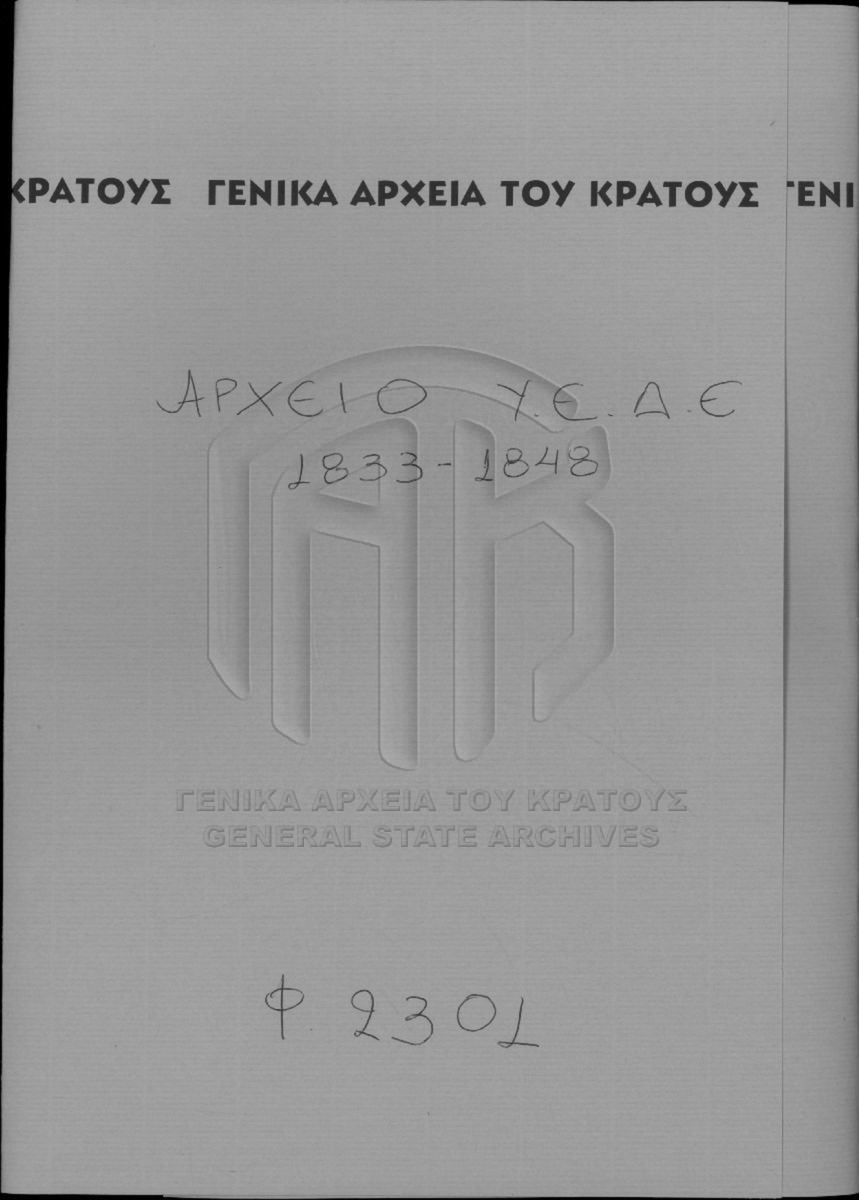 ΚΡΑΤΟΥΣ ΓΕΝΙΚΑ ΑΡΧΕΙΑ ΤΟΥ ΚΡΑΤΟΥΣ ΓΕΝΙ
ΑΡΧΕΙΟ Υ.Ε.Δ.Ε
1833-1848
ΓΕΝΙΚΑ ΑΡΧΕΙΑ ΤΟΥ ΚΡΑΤΟΥΣ
GENERAL STATE ARCHIVES
Φ 2301